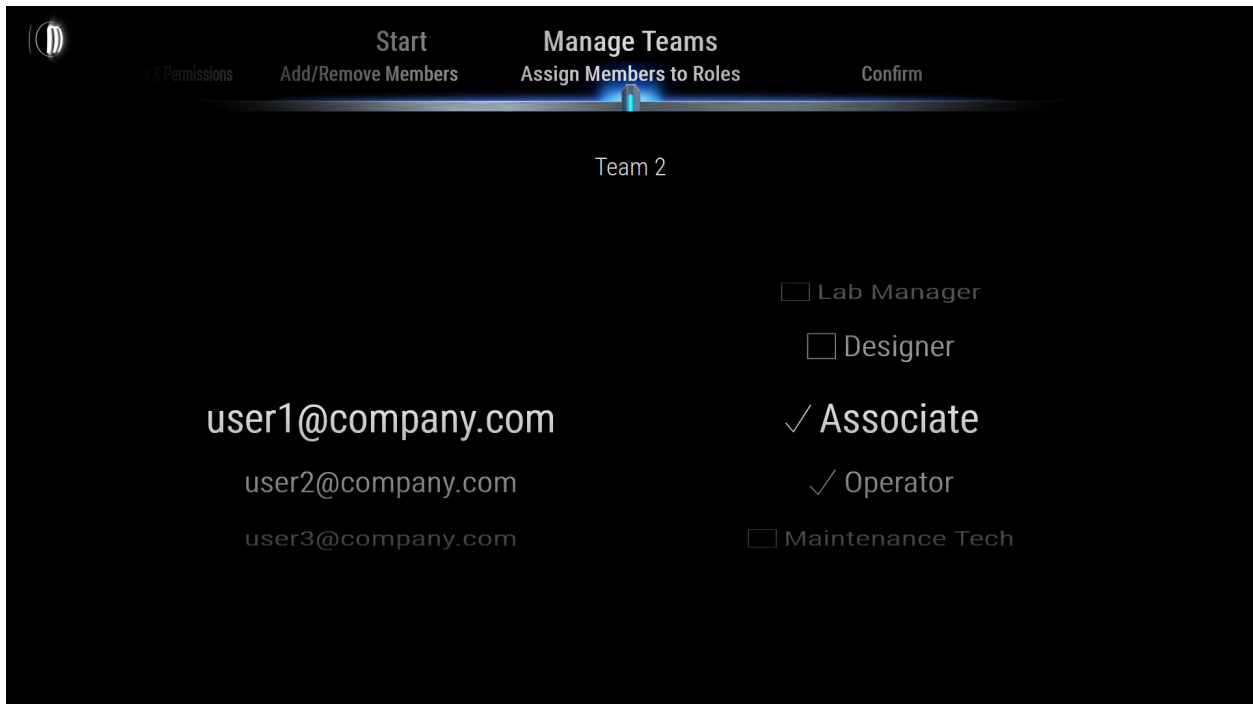 Start
Manage Teams
& Permissions
Add/Remove Members
Assign Members to Roles
Confirm
Team 2
Lab Manager
Designer
user1@company.com
Associate
user2@company.com
Operator
user3@company.com
Maintenance Tech